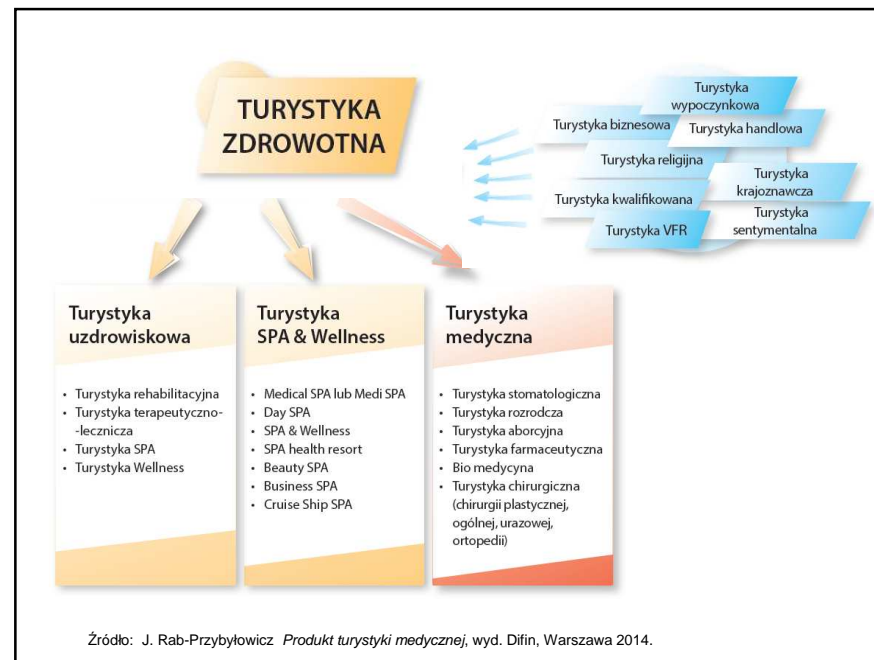 TURYSTYKA
ZDROWOTNA
Turystyka
wypoczynkowa
Turystyka biznesowa
Turystyka handlowa
Turystyka religijna
Turystyka
krajoznawcza
Turystyka kwalifikowana
Turystyka
sentymentalna
Turystyka VFR
Turystyka
uzdrowiskowa
• Turystyka rehabilitacyjna
• Turystyka terapeutyczno-
-lecznicza
• Turystyka SPA
• Turystyka Wellness
Turystyka
SPA & Wellness
• Medical SPA lub Medi SPA
• Day SPA
• SPA & Wellness
• SPA health resort
• Beauty SPA
• Business SPA
• Cruise Ship SPA
Turystyka
medyczna
• Turystyka stomatologiczna
• Turystyka rozrodcza
• Turystyka aborcyjna
• Turystyka farmaceutyczna
• Bio medycyna
• Turystyka chirurgiczna
(chirurgii plastycznej,
ogólnej, urazowej,
ortopedii)
Źródło: J. Rab-Przybyłowicz Produkt turystyki medycznej, wyd. Difin, Warszawa 2014.